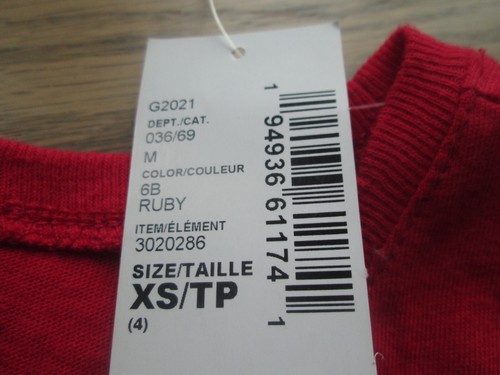 G2021
DEPT./CAT.
036/69
M
COLOR/COULEUR
6B
RUBY
ITEM/ÉLÉMENT
3020286
SIZE/TAILLE
XS/TP
(4)
1 94936 61174 1